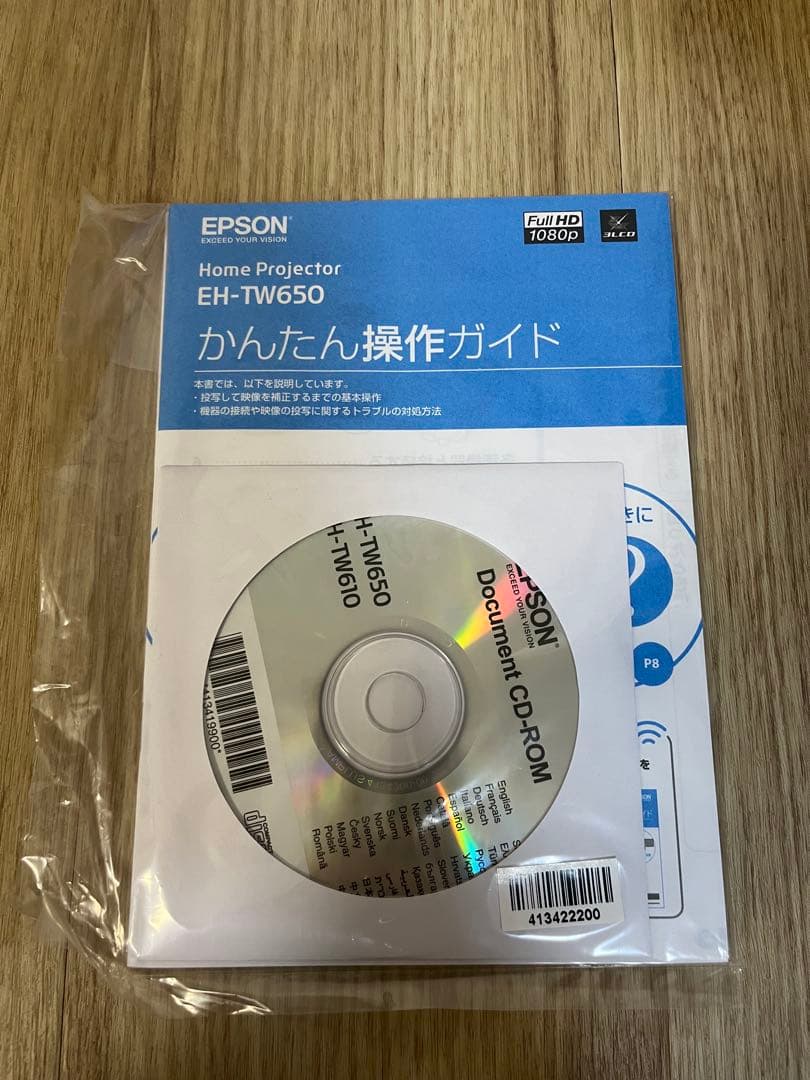 EPSON
EXCEED YOUR VISION
Full HD
1080p
3LCD
Home Projector
EH-TW650
かんたん操作ガイド
本書では、以下を説明しています。
・投写して映像を補正するまでの基本操作
・機器の接続や映像の投写に関するトラブルの対処方法
きに
?
P8
を
H-TW650
H-TW610
EPSON
EXCEED YOUR VISION
Document CD-ROM
413419900*
English
Français
Deutsch
Italiano
Español
Català
Português
Nederlands
Dansk
Suomi
Norsk
Svenska
Česky
Magyar
Polski
Română
413422200